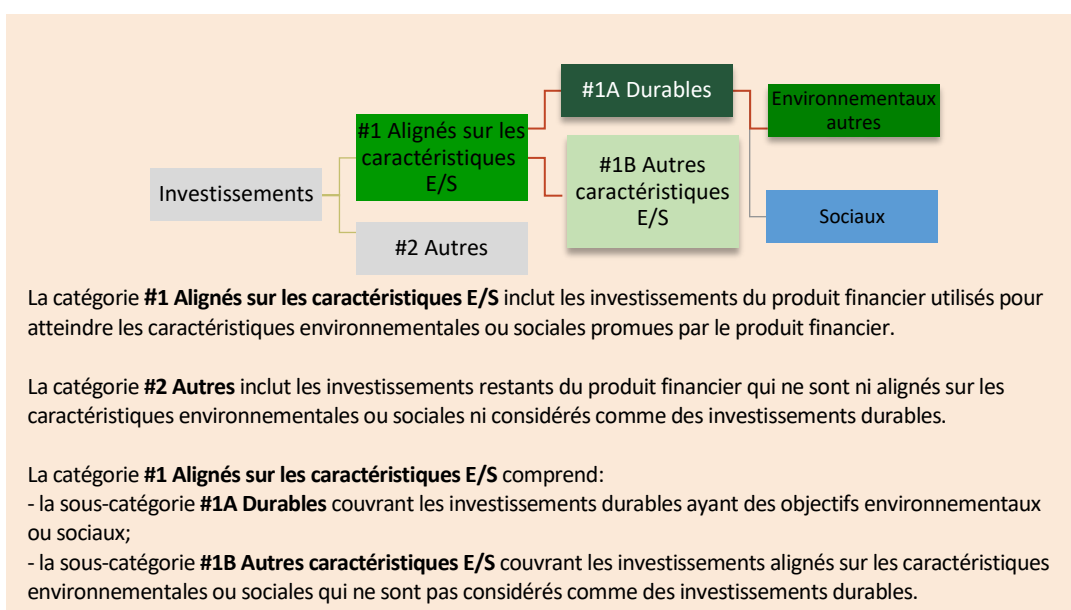 #1A Durables
Environnementaux
autres
#1 Alignés sur les
caractéristiques
E/S
#1B Autres
caractéristiques
E/S
Investissements
Sociaux
#2 Autres
La catégorie #1 Alignés sur les caractéristiques E/S inclut les investissements du produit financier utilisés pour
atteindre les caractéristiques environnementales ou sociales promues par le produit financier.
La catégorie #2 Autres inclut les investissements restants du produit financier qui ne sont ni alignés sur les
caractéristiques environnementales ou sociales ni considérés comme des investissements durables.
La catégorie #1 Alignés sur les caractéristiques E/S comprend:
- la sous-catégorie #1A Durables couvrant les investissements durables ayant des objectifs environnementaux
ou sociaux;
- la sous-catégorie #1B Autres caractéristiques E/S couvrant les investissements alignés sur les caractéristiques
environnementales ou sociales qui ne sont pas considérés comme des investissements durables.